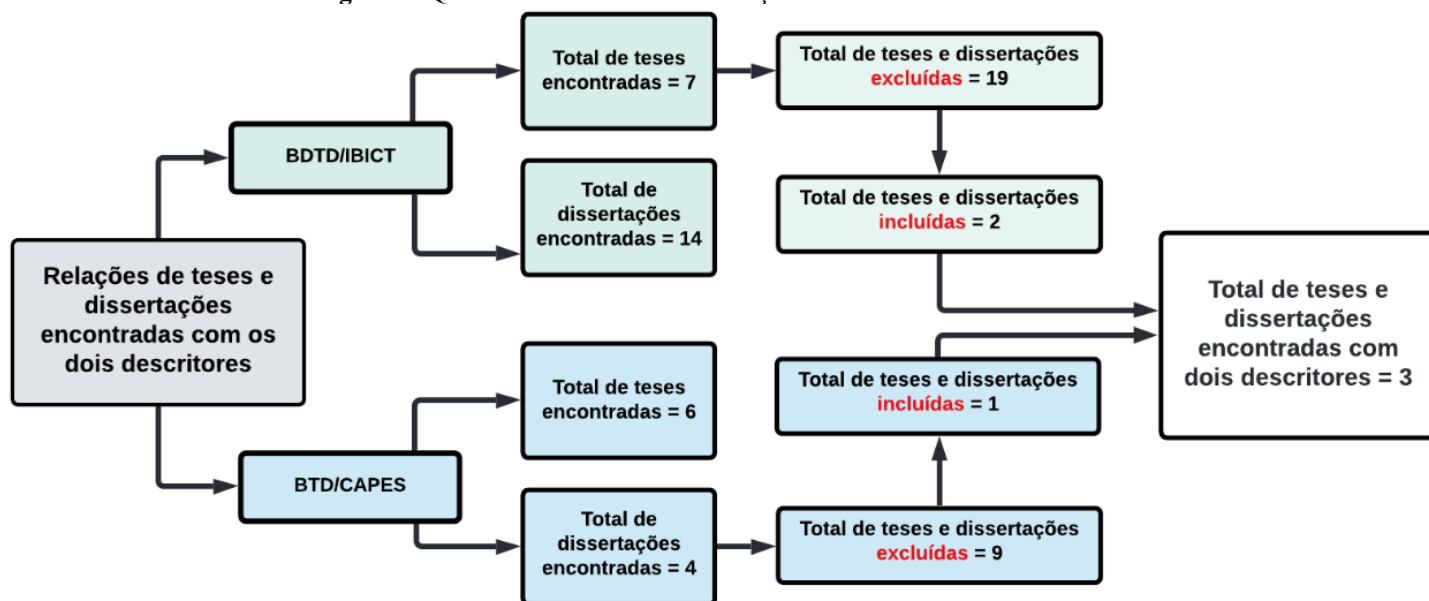 Total de teses
encontradas = 7
Total de teses e dissertações
excluídas = 19
BDTD/IBICT
Total de
dissertações
encontradas = 14
Total de teses e dissertações
incluídas = 2
Relações de teses e
dissertações
encontradas com os
dois descritores
Total de teses e
dissertações
encontradas com
dois descritores = 3
Total de teses
encontradas = 6
Total de teses e dissertações
incluídas = 1
BTD/CAPES
Total de
dissertações
encontradas = 4
Total de teses e dissertações
excluídas = 9